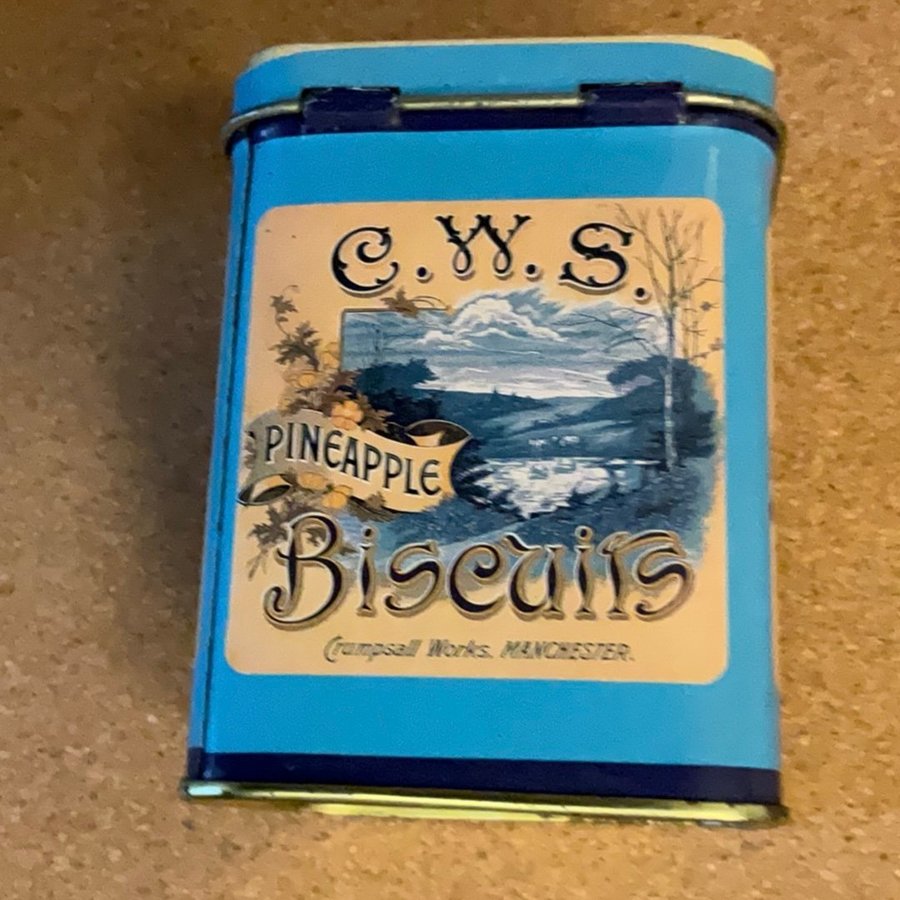 C.W.S.
PINEAPPLE
Biscuits
Crumpsall Works. MANCHESTER.